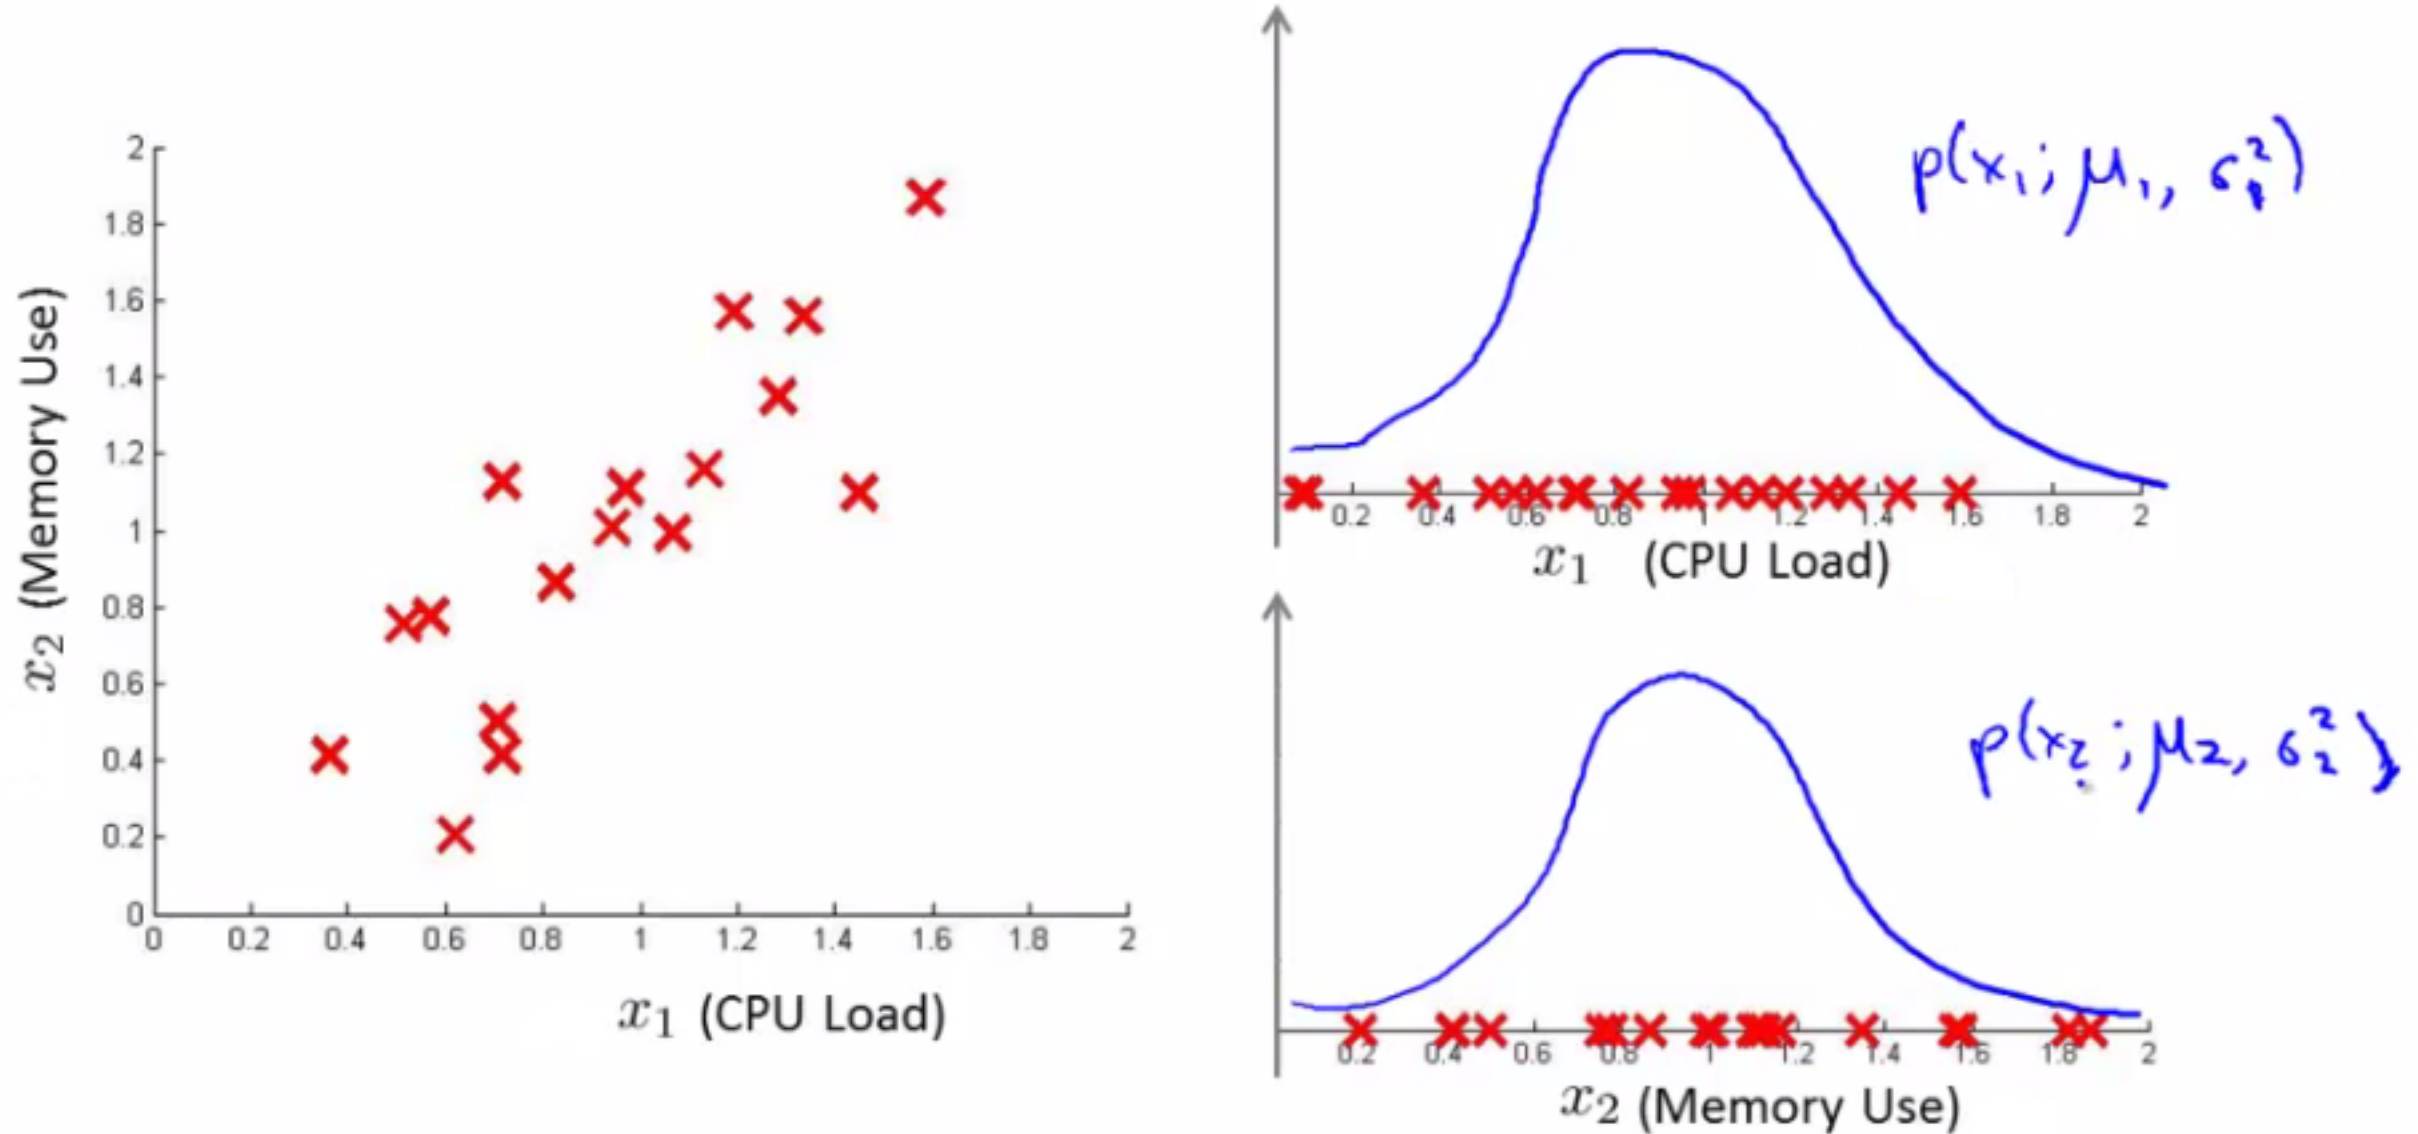 2
1.8
1.6
1.4
1.2
1
0.8
0.6
0.4
0.2
0
x₂ (Memory Use)
0 0.2 0.4 0.6 0.8 1 1.2 1.4 1.6 1.8 2
x₁ (CPU Load)
p(x₁; μ₁, σ₁²)
0.2 0.4 0.6 0.8 1 1.2 1.4 1.6 1.8 2
x₁ (CPU Load)
p(x₂; μ₂, σ₂²)
0.2 0.4 0.6 0.8 1 1.2 1.4 1.6 1.8 2
x₂ (Memory Use)